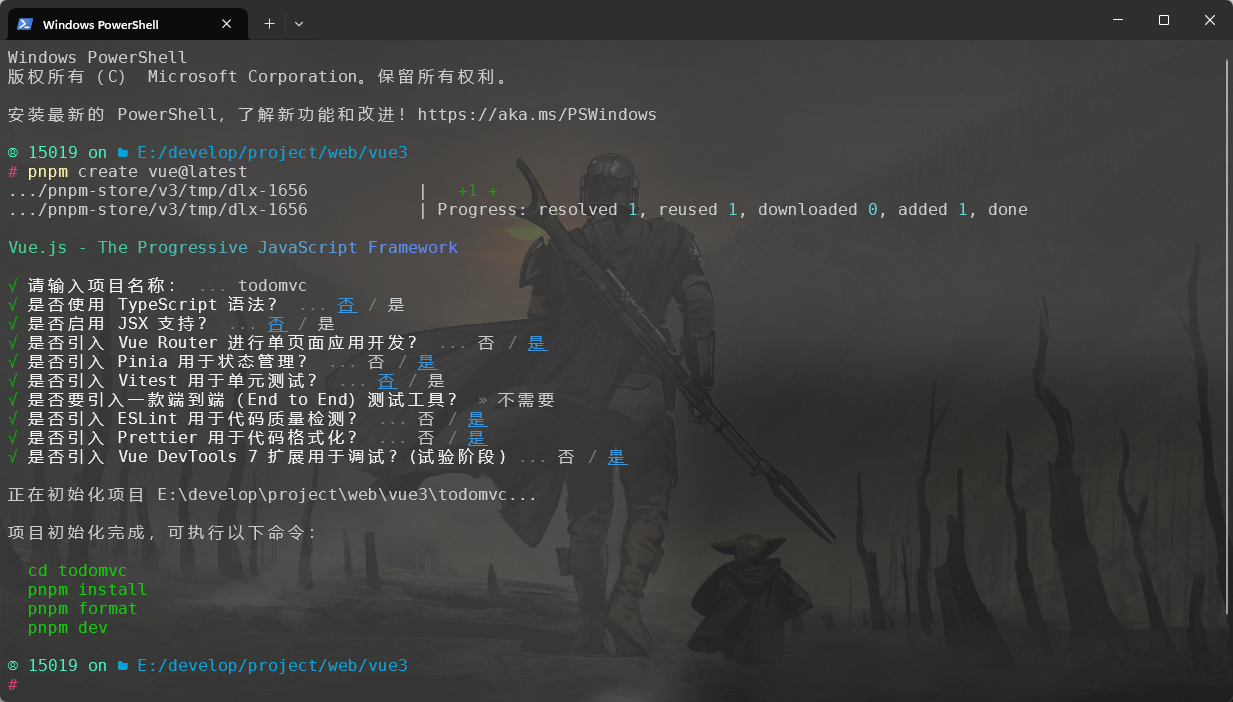 Windows PowerShell
Windows PowerShell
版权所有 (C)  Microsoft Corporation。保留所有权利。
安装最新的 PowerShell,了解新功能和改进!https://aka.ms/PSWindows
15019 on E:/develop/project/web/vue3
# pnpm create vue@latest
.../pnpm-store/v3/tmp/dlx-1656 | +1 +
.../pnpm-store/v3/tmp/dlx-1656 | Progress: resolved 1, reused 1, downloaded 0, added 1, done
Vue.js - The Progressive JavaScript Framework
√ 请输入项目名称: ... todomvc
√ 是否使用 TypeScript 语法? ... 否 / 是
√ 是否启用 JSX 支持? ... 否 / 是
√ 是否引入 Vue Router 进行单页面应用开发? ... 否 / 是
√ 是否引入 Pinia 用于状态管理? ... 否 / 是
√ 是否引入 Vitest 用于单元测试? ... 否 / 是
√ 是否要引入一款端到端(End to End)测试工具? » 不需要
√ 是否引入 ESLint 用于代码质量检测? ... 否 / 是
√ 是否引入 Prettier 用于代码格式化? ... 否 / 是
√ 是否引入 Vue DevTools 7 扩展用于调试? (试验阶段) ... 否 / 是
正在初始化项目 E:\develop\project\web\vue3\todomvc...
项目初始化完成,可执行以下命令:
cd todomvc
pnpm install
pnpm format
pnpm dev
15019 on E:/develop/project/web/vue3
#